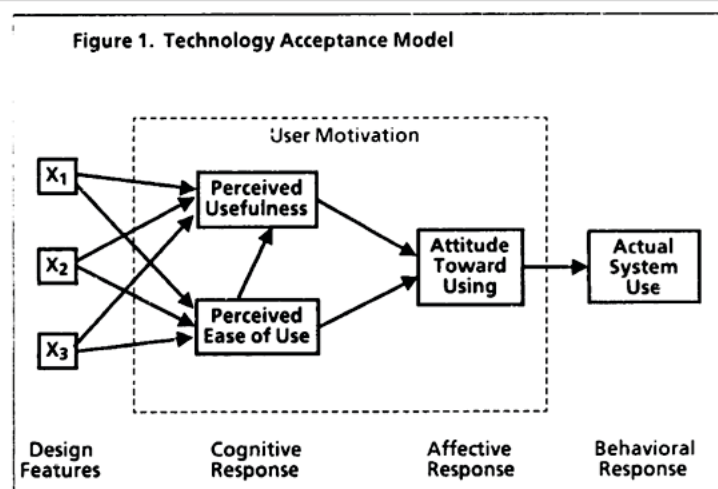 Figure 1. Technology Acceptance Model
User Motivation
X1
Perceived
Usefulness
X2
Attitude
Toward
Using
Actual
System
Use
X3
Perceived
Ease of Use
Design
Features
Cognitive
Response
Affective
Response
Behavioral
Response